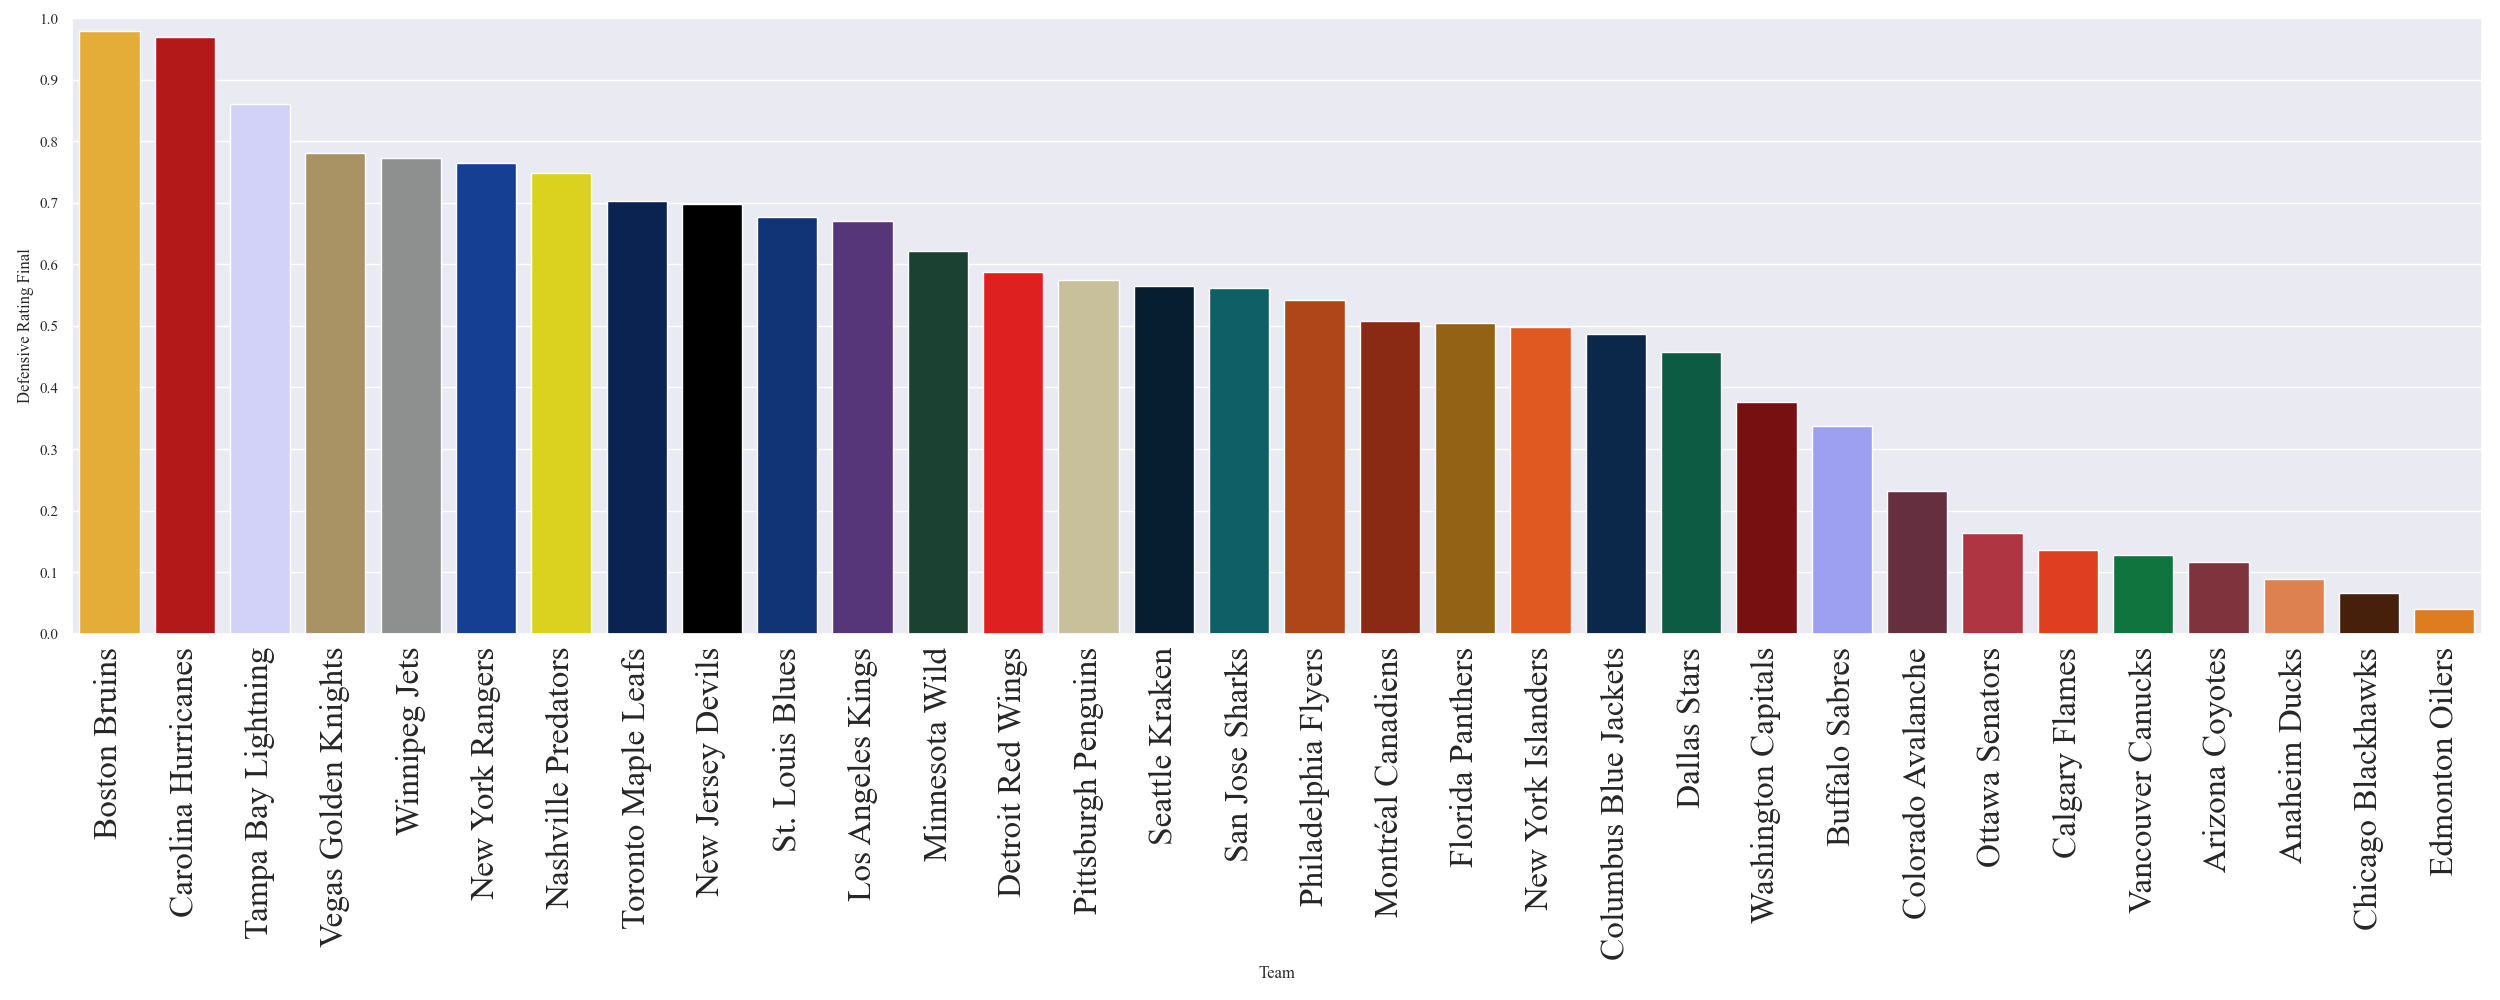 1.0
0.9
0.8
0.7
0.6
0.5
0.4
0.3
0.2
0.1
0.0
Defensive Rating Final
Boston Bruins
Carolina Hurricanes
Tampa Bay Lightning
Vegas Golden Knights
Winnipeg Jets
New York Rangers
Nashville Predators
Toronto Maple Leafs
New Jersey Devils
St. Louis Blues
Los Angeles Kings
Minnesota Wild
Detroit Red Wings
Pittsburgh Penguins
Seattle Kraken
San Jose Sharks
Philadelphia Flyers
Montréal Canadiens
Florida Panthers
New York Islanders
Columbus Blue Jackets
Dallas Stars
Washington Capitals
Buffalo Sabres
Colorado Avalanche
Ottawa Senators
Calgary Flames
Vancouver Canucks
Arizona Coyotes
Anaheim Ducks
Chicago Blackhawks
Edmonton Oilers
Team